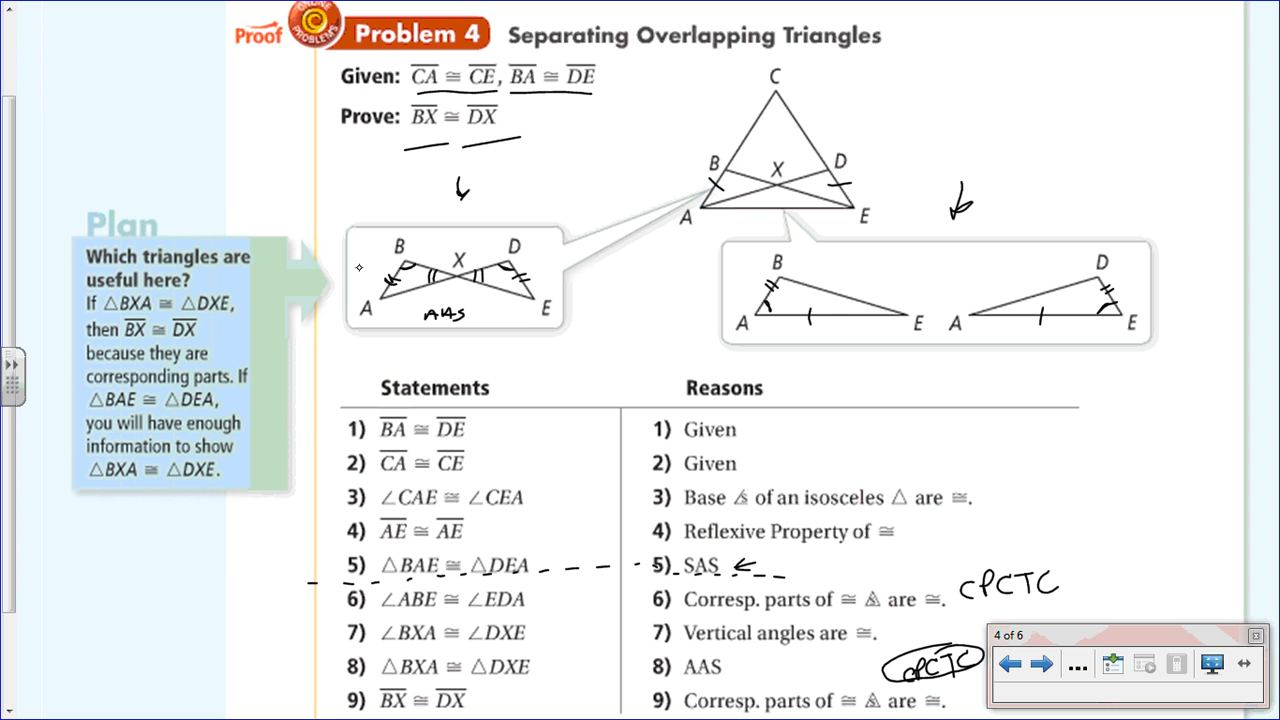 Proof ONLINE PROBLEMS Problem 4 Separating Overlapping Triangles
Given: CA ≅ CE, BA ≅ DE
Prove: BX ≅ DX
C
B X D
A E
Plan
Which triangles are
useful here?
If △BXA ≅ △DXE,
then BX ≅ DX
because they are
corresponding parts. If
△BAE ≅ △DEA,
you will have enough
information to show
△BXA ≅ △DXE.
B X D
A E
AAS
B D
A E A E
Statements Reasons
1) BA ≅ DE 1) Given
2) CA ≅ CE 2) Given
3) ∠CAE ≅ ∠CEA 3) Base ∠s of an isosceles △ are ≅.
4) AE ≅ AE 4) Reflexive Property of ≅
5) △BAE ≅ △DEA 5) SAS
6) ∠ABE ≅ ∠EDA 6) Corresp. parts of ≅ △s are ≅. CPCTC
7) ∠BXA ≅ ∠DXE 7) Vertical angles are ≅.
8) △BXA ≅ △DXE 8) AAS CPCTC
9) BX ≅ DX 9) Corresp. parts of ≅ △s are ≅.
4 of 6